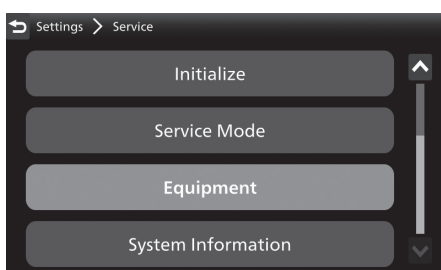 Settings > Service
Initialize
Service Mode
Equipment
System Information